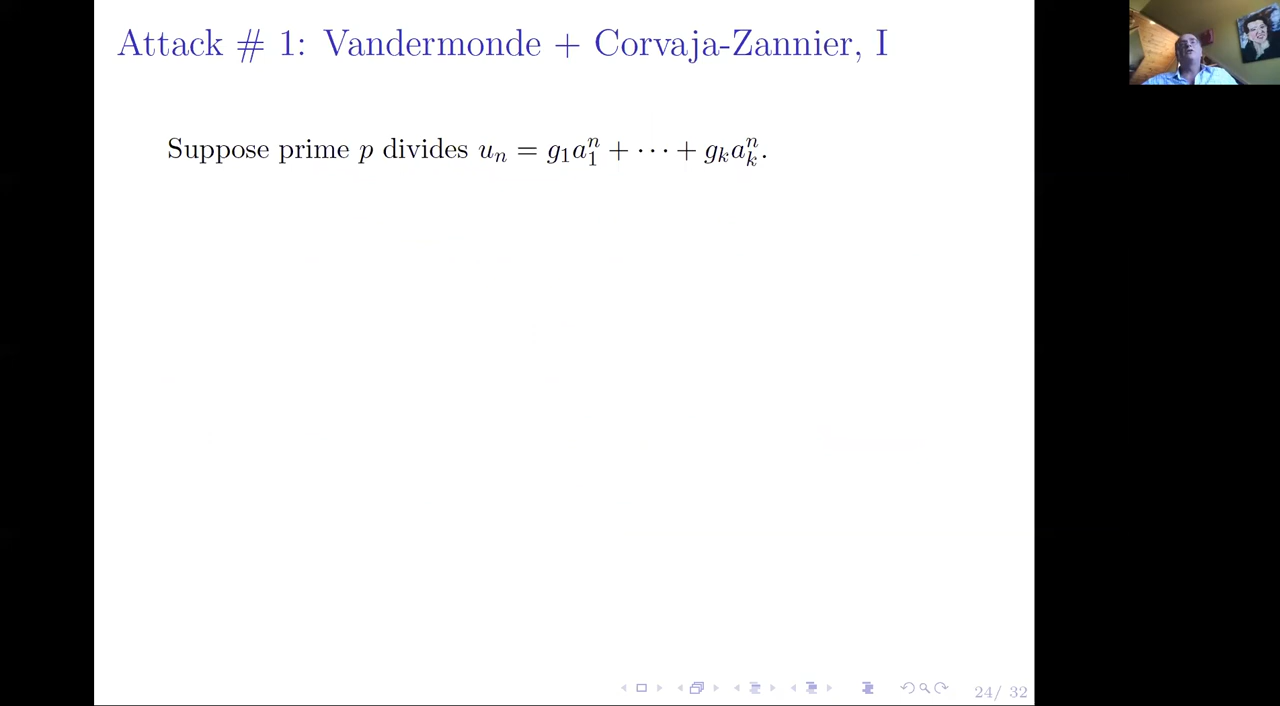 Attack # 1: Vandermonde + Corvaja-Zannier, I
Suppose prime p divides uₙ = g₁a₁ⁿ + ⋯ + gₖaₖⁿ.
24/ 32